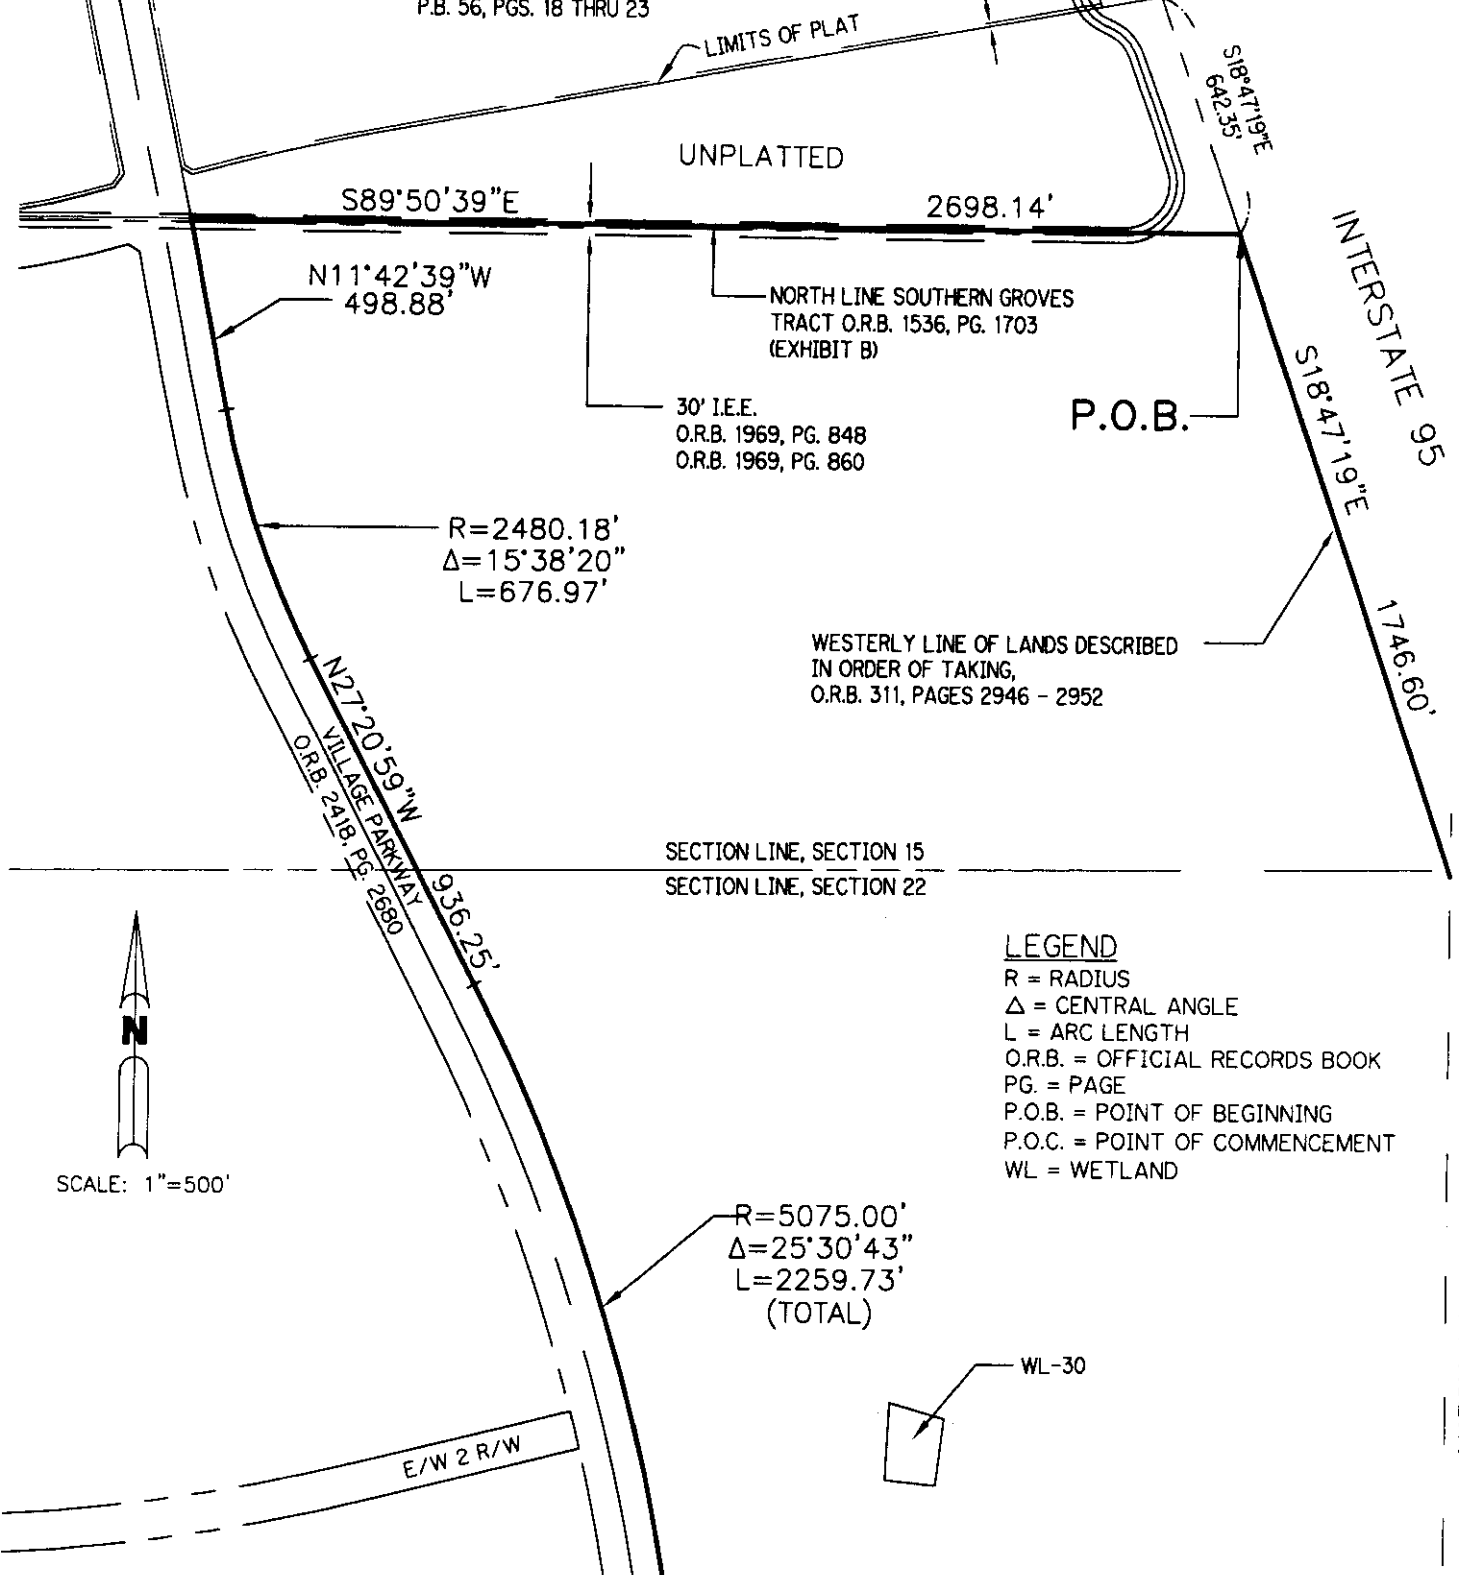 P.B. 56, PGS. 18 THRU 23
LIMITS OF PLAT
S18°47'19"E
642.35'
UNPLATTED
S89°50'39"E
2698.14'
N11°42'39"W
498.88'
NORTH LINE SOUTHERN GROVES
TRACT O.R.B. 1536, PG. 1703
(EXHIBIT B)
INTERSTATE 95
30' I.E.E.
O.R.B. 1969, PG. 848
O.R.B. 1969, PG. 860
P.O.B.
S18°47'19"E
1746.60'
R=2480.18'
Δ=15°38'20"
L=676.97'
WESTERLY LINE OF LANDS DESCRIBED
IN ORDER OF TAKING,
O.R.B. 311, PAGES 2946 - 2952
N27°20'59"W
936.25'
VILLAGE PARKWAY
O.R.B. 2418, PG. 2680
SECTION LINE, SECTION 15
SECTION LINE, SECTION 22
N
SCALE: 1"=500'
LEGEND
R = RADIUS
Δ = CENTRAL ANGLE
L = ARC LENGTH
O.R.B. = OFFICIAL RECORDS BOOK
PG. = PAGE
P.O.B. = POINT OF BEGINNING
P.O.C. = POINT OF COMMENCEMENT
WL = WETLAND
R=5075.00'
Δ=25°30'43"
L=2259.73'
(TOTAL)
WL-30
E/W 2 R/W